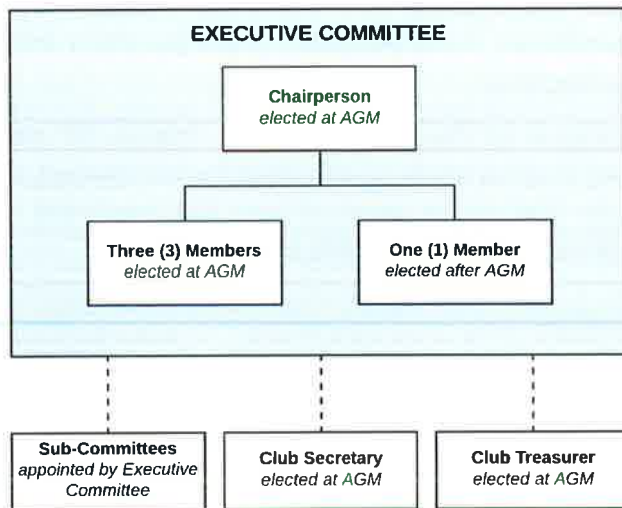 EXECUTIVE COMMITTEE
Chairperson
elected at AGM
Three (3) Members
elected at AGM
One (1) Member
elected after AGM
Sub-Committees
appointed by Executive
Committee
Club Secretary
elected at AGM
Club Treasurer
elected at AGM